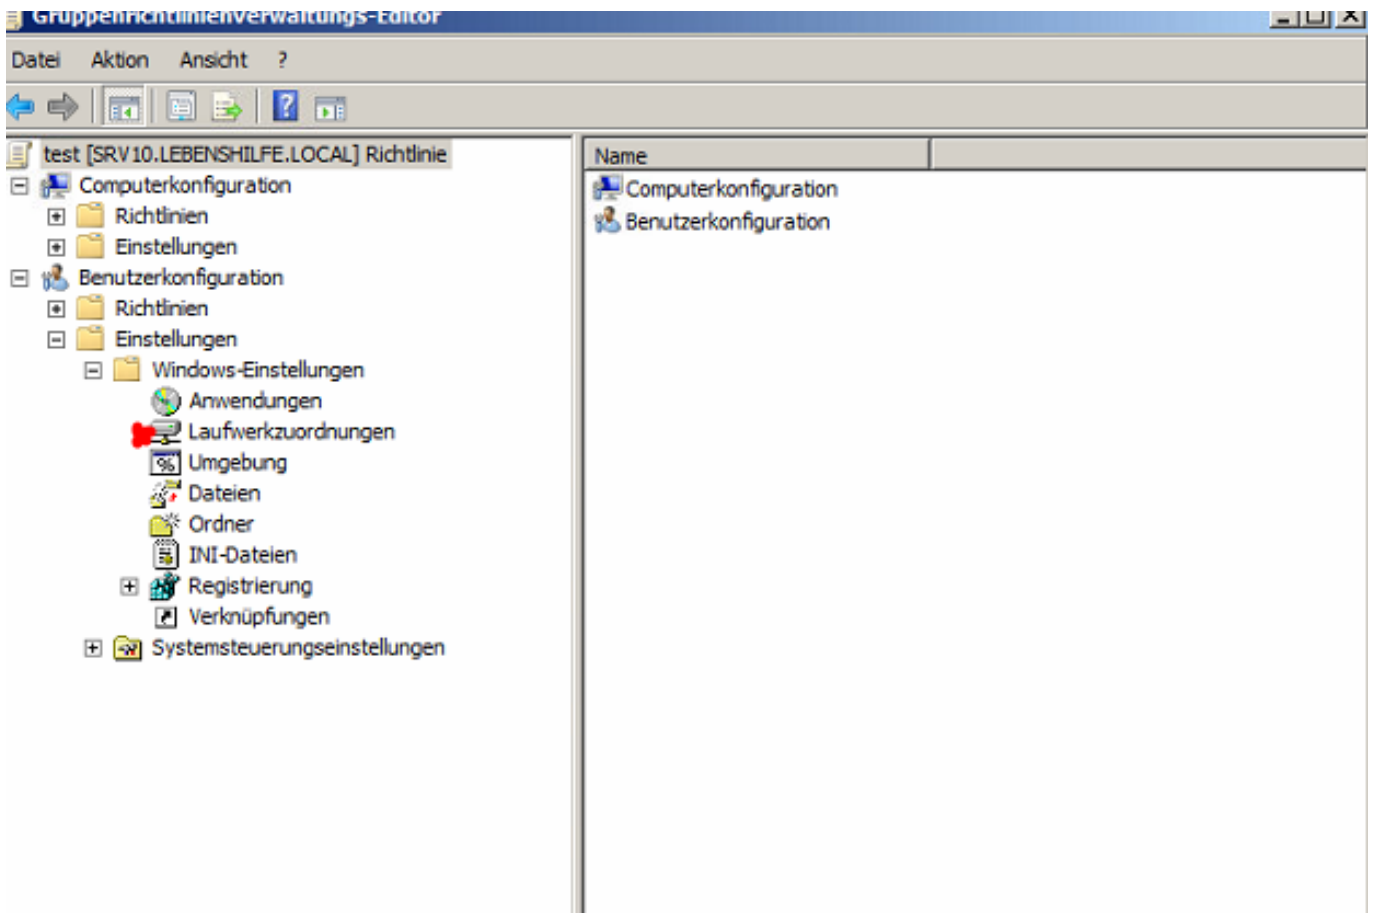 Gruppenrichtlinienverwaltungs-Editor
Datei Aktion Ansicht ?
test [SRV10.LEBENSHILFE.LOCAL] Richtlinie
Computerkonfiguration
Richtlinien
Einstellungen
Benutzerkonfiguration
Richtlinien
Einstellungen
Windows-Einstellungen
Anwendungen
Laufwerkzuordnungen
Umgebung
Dateien
Ordner
INI-Dateien
Registrierung
Verknüpfungen
Systemsteuerungseinstellungen
Name
Computerkonfiguration
Benutzerkonfiguration